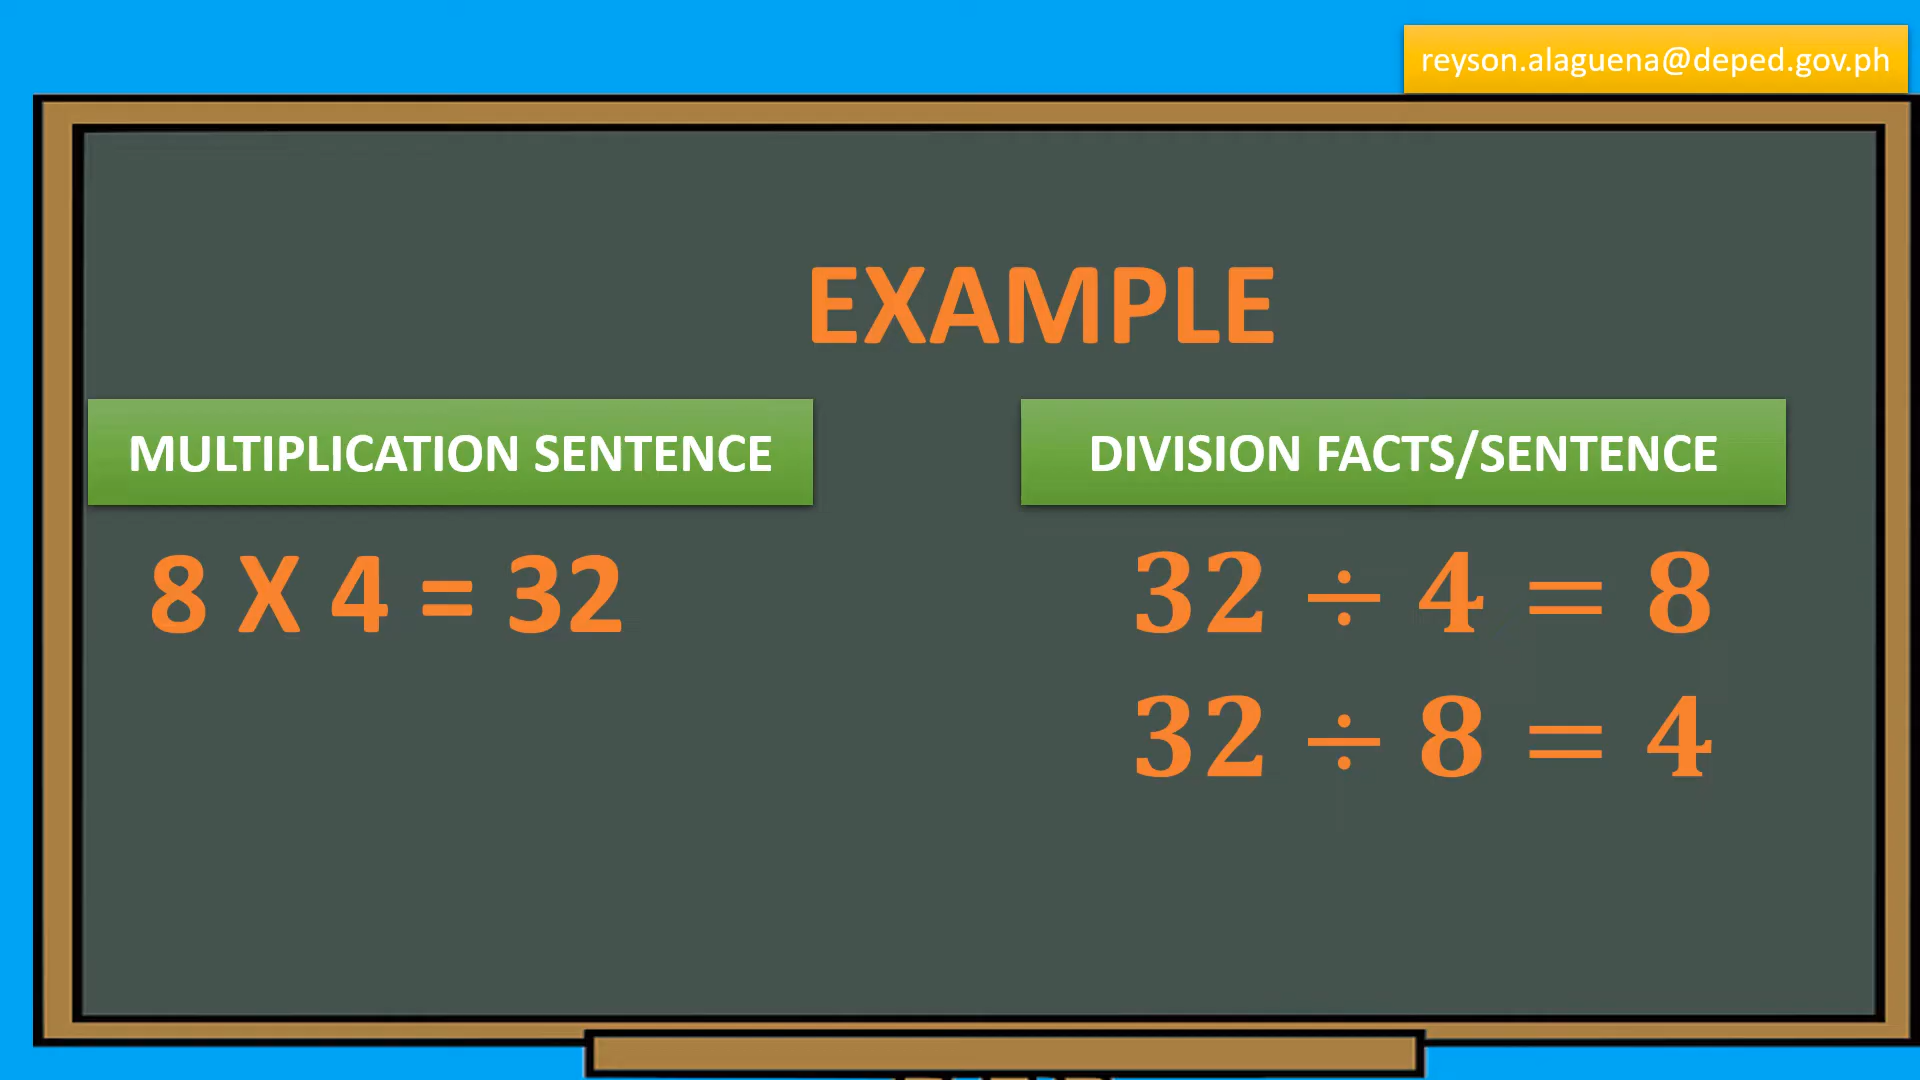 reyson.alaguena@deped.gov.ph
EXAMPLE
MULTIPLICATION SENTENCE
DIVISION FACTS/SENTENCE
8 X 4 = 32
32 ÷ 4 = 8
32 ÷ 8 = 4